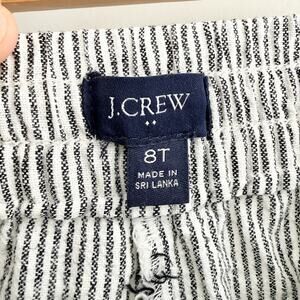 J.CREW
8T
MADE IN
SRI LANKA